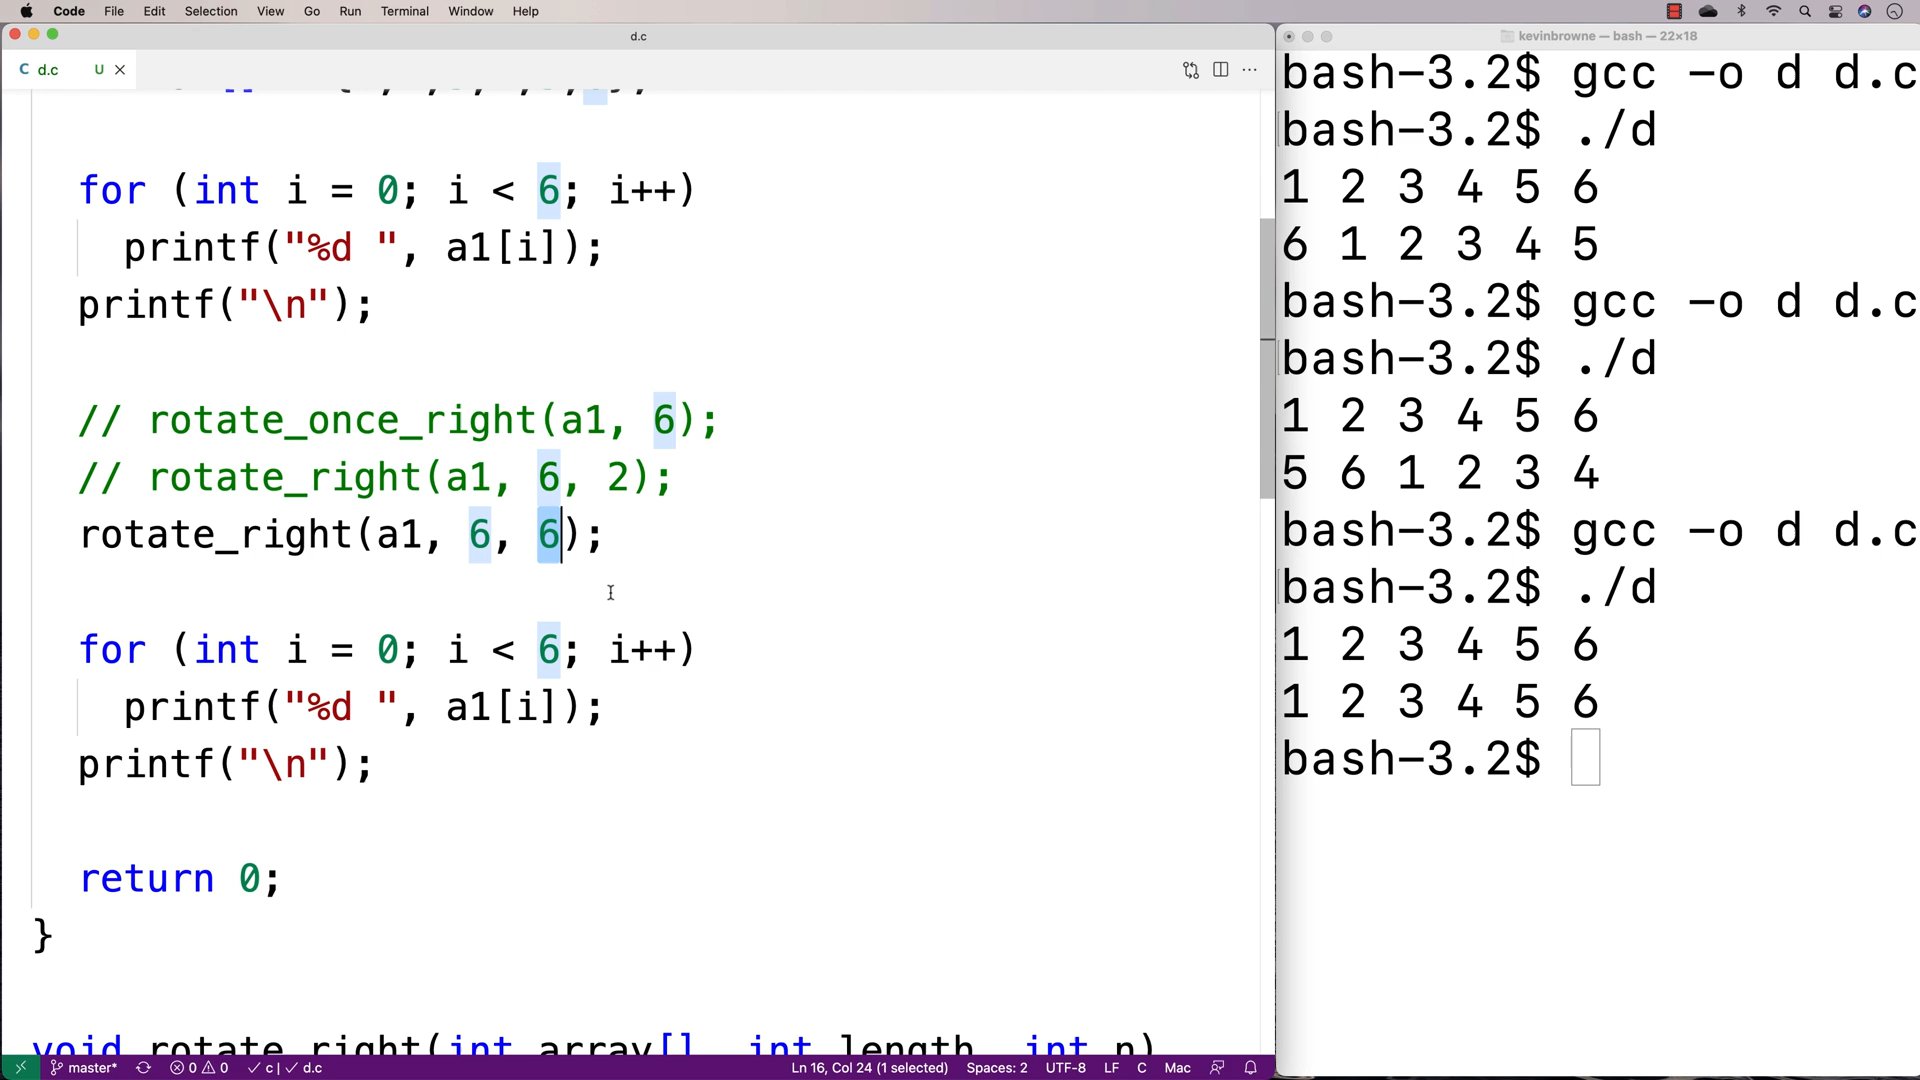 Code File Edit Selection View Go Run Terminal Window Help
d.c
C d.c U
for (int i = 0; i < 6; i++)
printf("%d ", a1[i]);
printf("\n");
// rotate_once_right(a1, 6);
// rotate_right(a1, 6, 2);
rotate_right(a1, 6, 6);
for (int i = 0; i < 6; i++)
printf("%d ", a1[i]);
printf("\n");
return 0;
}
void rotate_right(int array[], int length, int n)
master* 0 0 c | d.c Ln 16, Col 24 (1 selected) Spaces: 2 UTF-8 LF C Mac
kevinbrowne — bash — 22×18
bash-3.2$ gcc -o d d.c
bash-3.2$ ./d
1 2 3 4 5 6
6 1 2 3 4 5
bash-3.2$ gcc -o d d.c
bash-3.2$ ./d
1 2 3 4 5 6
5 6 1 2 3 4
bash-3.2$ gcc -o d d.c
bash-3.2$ ./d
1 2 3 4 5 6
1 2 3 4 5 6
bash-3.2$